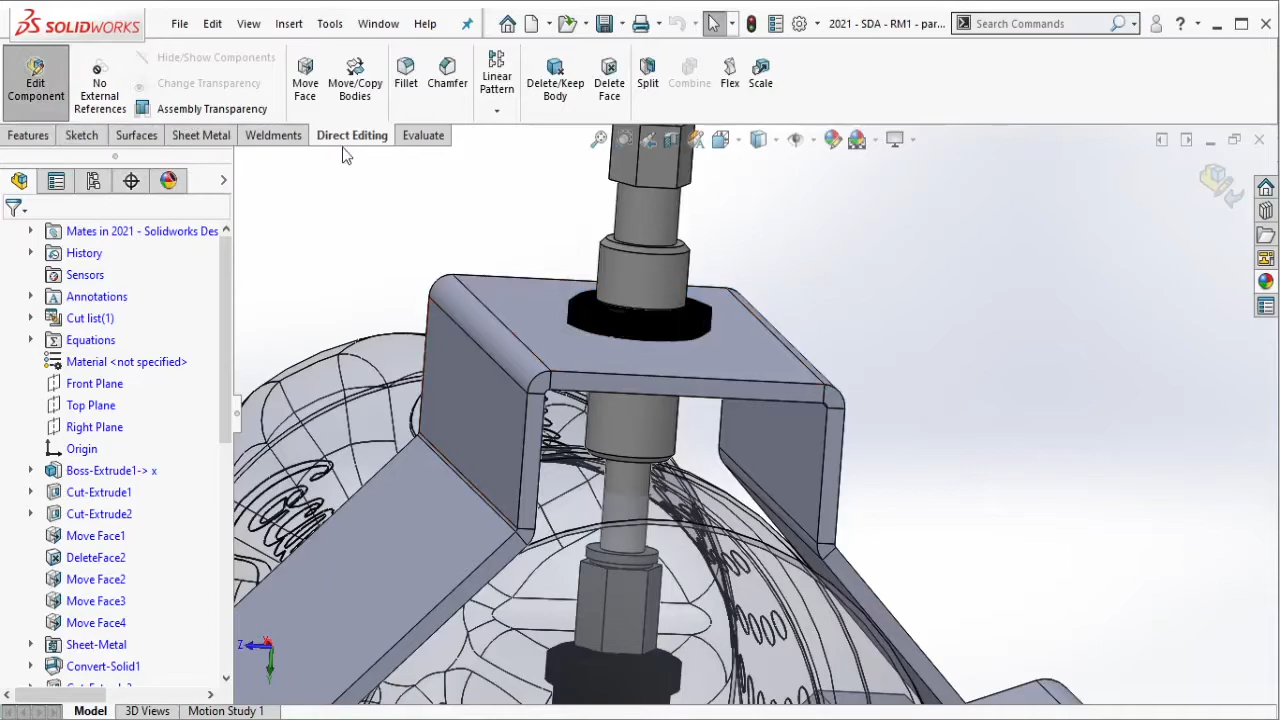 SOLIDWORKS File Edit View Insert Tools Window Help 2021 - SDA - RM1 - par... Search Commands ?
Edit Component
No External References
Hide/Show Components
Change Transparency
Assembly Transparency
Move Face
Move/Copy Bodies
Fillet
Chamfer
Linear Pattern
Delete/Keep Body
Delete Face
Split
Combine
Flex
Scale
Features Sketch Surfaces Sheet Metal Weldments Direct Editing Evaluate
Mates in 2021 - Solidworks Des
History
Sensors
Annotations
Cut list(1)
Equations
Material <not specified>
Front Plane
Top Plane
Right Plane
Origin
Boss-Extrude1-> x
Cut-Extrude1
Cut-Extrude2
Move Face1
DeleteFace2
Move Face2
Move Face3
Move Face4
Sheet-Metal
Convert-Solid1
Z
Model 3D Views Motion Study 1